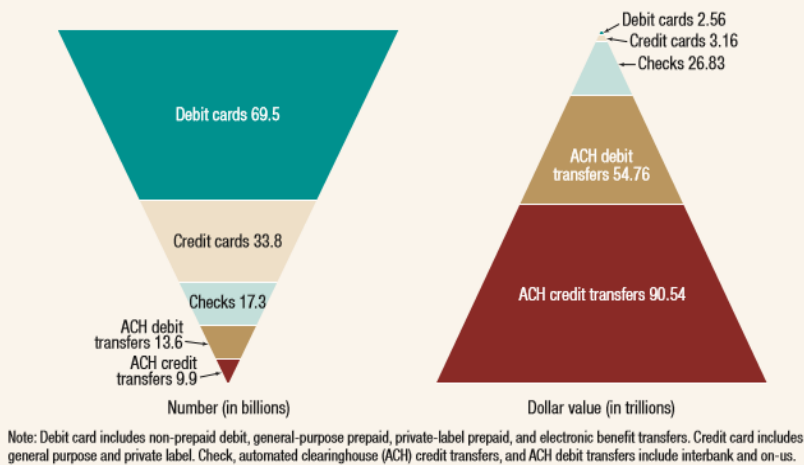 Debit cards 69.5
Credit cards 33.8
Checks 17.3
ACH debit
transfers 13.6
ACH credit
transfers 9.9
Number (in billions)
Debit cards 2.56
Credit cards 3.16
Checks 26.83
ACH debit
transfers 54.76
ACH credit transfers 90.54
Dollar value (in trillions)
Note: Debit card includes non-prepaid debit, general-purpose prepaid, private-label prepaid, and electronic benefit transfers. Credit card includes
general purpose and private label. Check, automated clearinghouse (ACH) credit transfers, and ACH debit transfers include interbank and on-us.